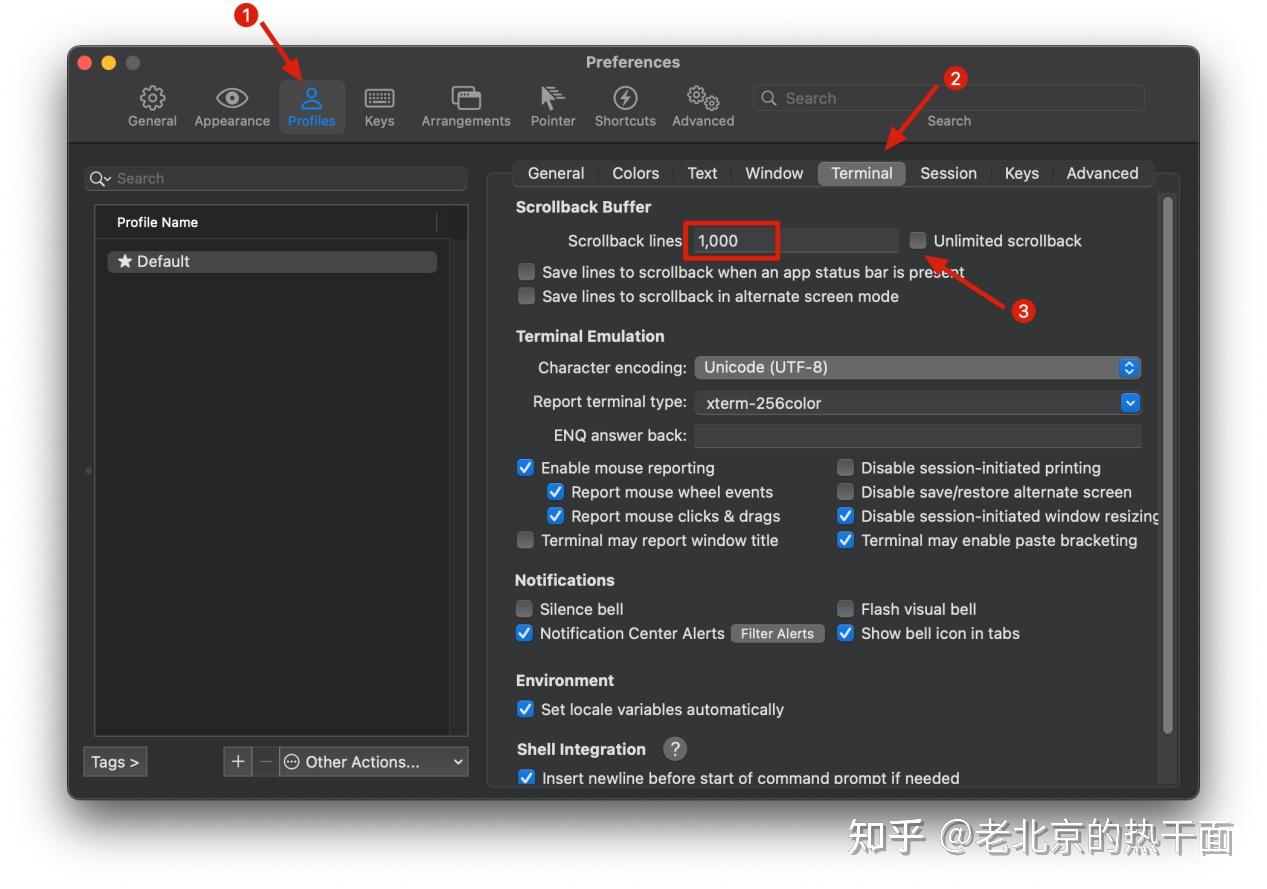 1
Preferences
2
General Appearance Profiles Keys Arrangements Pointer Shortcuts Advanced
Search
Search
Search
General Colors Text Window Terminal Session Keys Advanced
Profile Name
★ Default
Scrollback Buffer
Scrollback lines 1,000 Unlimited scrollback
Save lines to scrollback when an app status bar is present
Save lines to scrollback in alternate screen mode
3
Terminal Emulation
Character encoding: Unicode (UTF-8)
Report terminal type: xterm-256color
ENQ answer back:
Enable mouse reporting Disable session-initiated printing
Report mouse wheel events Disable save/restore alternate screen
Report mouse clicks & drags Disable session-initiated window resizing
Terminal may report window title Terminal may enable paste bracketing
Notifications
Silence bell Flash visual bell
Notification Center Alerts Filter Alerts Show bell icon in tabs
Environment
Set locale variables automatically
Shell Integration ?
Insert newline before start of command prompt if needed
Tags > + − Other Actions...
知乎 @老北京的热干面